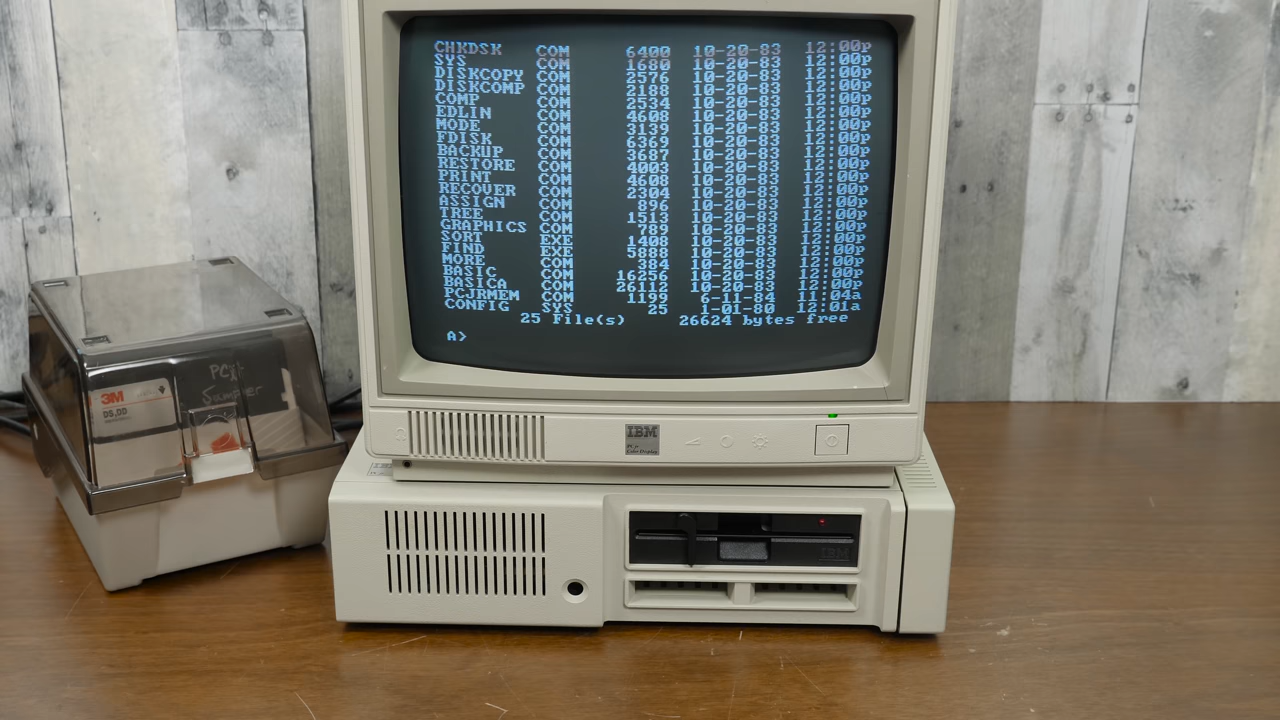 CHKDSK   COM     6400  10-20-83  12:00p
SYS      COM     1680  10-20-83  12:00p
DISKCOPY COM     2576  10-20-83  12:00p
DISKCOMP COM     2188  10-20-83  12:00p
COMP     COM     2534  10-20-83  12:00p
EDLIN    COM     4608  10-20-83  12:00p
MODE     COM     3139  10-20-83  12:00p
FDISK    COM     6369  10-20-83  12:00p
BACKUP   COM     3687  10-20-83  12:00p
RESTORE  COM     4003  10-20-83  12:00p
PRINT    COM     4608  10-20-83  12:00p
RECOVER  COM     2304  10-20-83  12:00p
ASSIGN   COM      896  10-20-83  12:00p
TREE     COM     1513  10-20-83  12:00p
GRAPHICS COM      789  10-20-83  12:00p
SORT     EXE     1408  10-20-83  12:00p
FIND     EXE     5888  10-20-83  12:00p
MORE     COM      384  10-20-83  12:00p
BASIC    COM    16256  10-20-83  12:00p
BASICA   COM    26112  10-20-83  12:00p
PCJRMEM  COM     1199   6-11-84  11:04a
CONFIG   SYS       25   1-01-80  12:01a
25 File(s)     26624 bytes free
A>
3M
DS,DD
PCjr
Sampler
IBM
PCjr
Color Display
IBM
IBM